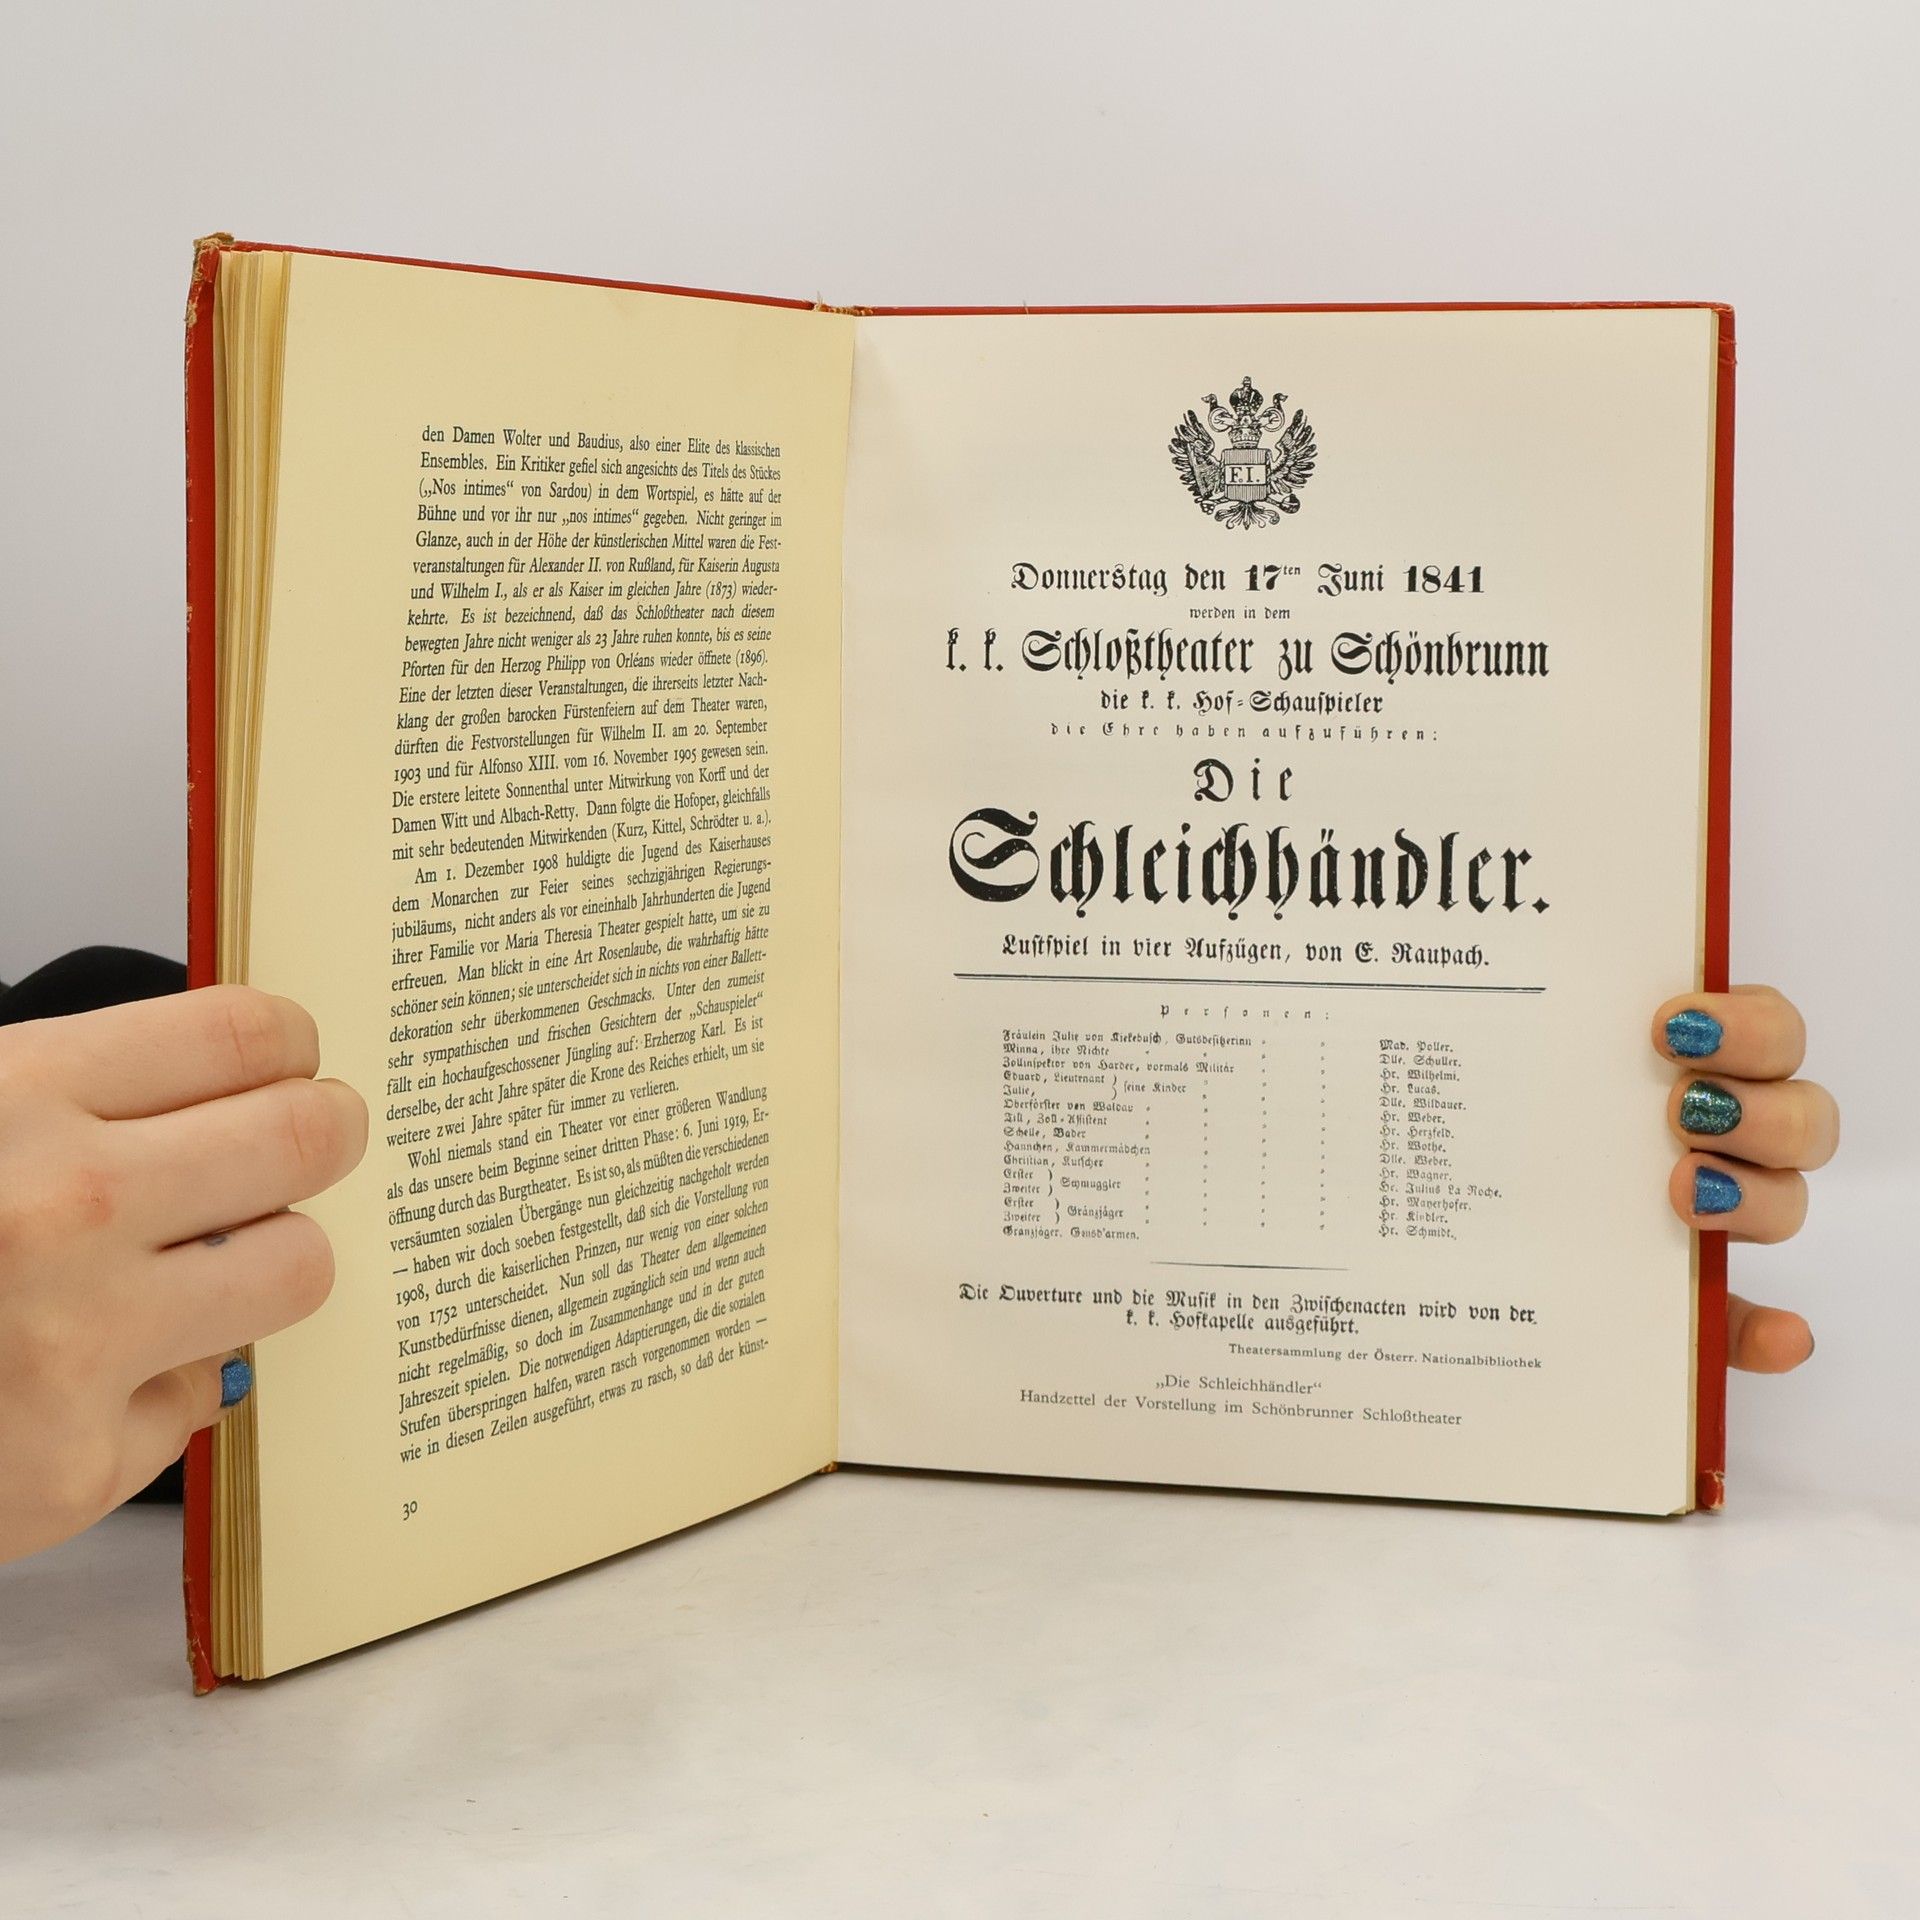 den Damen Wolter und Baudius, also einer Elite des klassischen
Ensembles. Ein Kritiker gefiel sich angesichts des Titels des Stückes
(„Nos intimes“ von Sardou) in dem Wortspiel, es hätte auf der
Bühne und vor ihr nur „nos intimes“ gegeben. Nicht geringer im
Glanze, auch in der Höhe der künstlerischen Mittel waren die Fest-
veranstaltungen für Alexander II. von Rußland, für Kaiserin Augusta
und Wilhelm I., als er als Kaiser im gleichen Jahre (1873) wieder-
kehrte. Es ist bezeichnend, daß das Schloßtheater nach diesem
bewegten Jahre nicht weniger als 23 Jahre ruhen konnte, bis es seine
Pforten für den Herzog Philipp von Orléans wieder öffnete (1896).
Eine der letzten dieser Veranstaltungen, die ihrerseits letzter Nach-
klang der großen barocken Fürstenfeiern auf dem Theater waren,
dürften die Festvorstellungen für Wilhelm II. am 20. September
1903 und für Alfonso XIII. vom 16. November 1905 gewesen sein.
Die erstere leitete Sonnenthal unter Mitwirkung von Korff und der
Damen Witt und Albach-Retty. Dann folgte die Hofoper, gleichfalls
mit sehr bedeutenden Mitwirkenden (Kurz, Kittel, Schrödter u. a.).
Am 1. Dezember 1908 huldigte die Jugend des Kaiserhauses
dem Monarchen zur Feier seines sechzigjährigen Regierungs-
jubiläums, nicht anders als vor eineinhalb Jahrhunderten die Jugend
ihrer Familie vor Maria Theresia Theater gespielt hatte, um sie zu
erfreuen. Man blickt in eine Art Rosenlaube, die wahrhaftig hätte
schöner sein können; sie unterscheidet sich in nichts von einer Ballett-
dekoration sehr überkommenen Geschmacks. Unter den zumeist
sehr sympathischen und frischen Gesichtern der „Schauspieler“
fällt ein hochaufgeschossener Jüngling auf: Erzherzog Karl. Es ist
derselbe, der acht Jahre später die Krone des Reiches erhielt, um sie
weitere zwei Jahre später für immer zu verlieren.
Wohl niemals stand ein Theater vor einer größeren Wandlung
als das unsere beim Beginne seiner dritten Phase: 6. Juni 1919, Er-
öffnung durch das Burgtheater. Es ist so, als müßten die verschiedenen
versäumten sozialen Übergänge nun gleichzeitig nachgeholt werden
— haben wir doch soeben festgestellt, daß sich die Vorstellung von
1908, durch die kaiserlichen Prinzen, nur wenig von einer solchen
von 1752 unterscheidet. Nun soll das Theater dem allgemeinen
Kunstbedürfnisse dienen, allgemein zugänglich sein und wenn auch
nicht regelmäßig, so doch im Zusammenhange und in der guten
Jahreszeit spielen. Die notwendigen Adaptierungen, die die sozialen
Stufen überspringen halfen, waren rasch vorgenommen worden —
wie in diesen Zeilen ausgeführt, etwas zu rasch, so daß der künst-
30
F.I.
Donnerstag den 17ten Juni 1841
werden in dem
k. k. Schloßtheater zu Schönbrunn
die k. k. Hof-Schauspieler
die Ehre haben aufzuführen:
Die
Schleichhändler.
Lustspiel in vier Aufzügen, von E. Raupach.
Personen:
Fräulein Julie von Kiekebusch, Gutsbesitzerinn Mad. Poller.
Minna, ihre Nichte Dlle. Schuller.
Zollinspektor von Harder, vormals Militär Hr. Wilhelmi.
Eduard, Lieutenant } seine Kinder Hr. Lucas.
Julie, Dlle. Wildauer.
Oberförster von Waldau Hr. Weber.
Till, Zoll-Assistent Hr. Herzfeld.
Schelle, Bader Hr. Wothe.
Hannchen, Kammermädchen Dlle. Weber.
Christian, Kutscher Hr. Wagner.
Erster } Schmuggler Hr. Julius La Roche.
Zweiter Hr. Mayerhofer.
Erster } Gränzjäger Hr. Kindler.
Zweiter Hr. Schmidt.
Gränzjäger. Gensd'armen.
Die Ouverture und die Musik in den Zwischenacten wird von der
k. k. Hofkapelle ausgeführt.
Theatersammlung der Österr. Nationalbibliothek
„Die Schleichhändler“
Handzettel der Vorstellung im Schönbrunner Schloßtheater